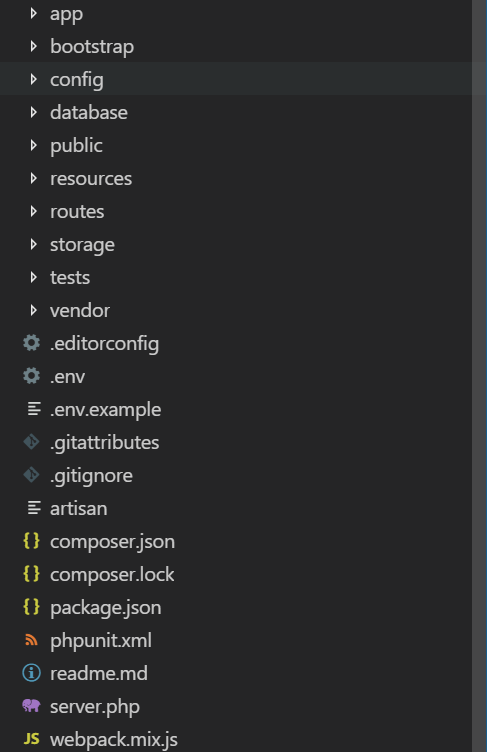 app
bootstrap
config
database
public
resources
routes
storage
tests
vendor
.editorconfig
.env
.env.example
.gitattributes
.gitignore
artisan
{ } composer.json
{ } composer.lock
{ } package.json
phpunit.xml
readme.md
server.php
JS webpack.mix.js